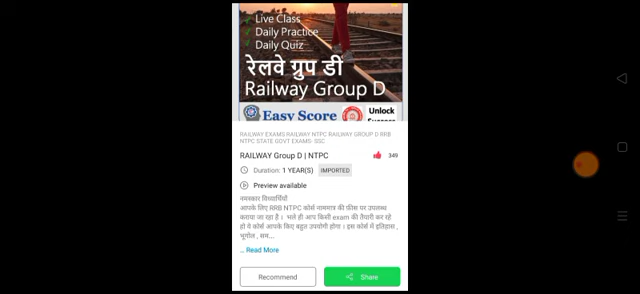 ✓ Live Class
✓ Daily Practice
✓ Daily Quiz
रेलवे ग्रुप डीं
Railway Group D
Easy Score
Unlock
Success
RAILWAY EXAMS RAILWAY NTPC RAILWAY GROUP D RRB
NTPC STATE GOVT EXAMS: SSC
RAILWAY Group D | NTPC
349
Duration: 1 YEAR(S) IMPORTED
Preview available
नमस्कार विद्यार्थियों
आपके लिए RRB NTPC कोर्स नाममात्र की फ़ीस पर उपलब्ध
कराया जा रहा है । भले ही आप किसी exam की तैयारी कर रहे
हो ये कोर्स आपके किए बहुत उपयोगी होगा । इस कोर्स में इतिहास ,
भूगोल , सम...
... Read More
Recommend
Share